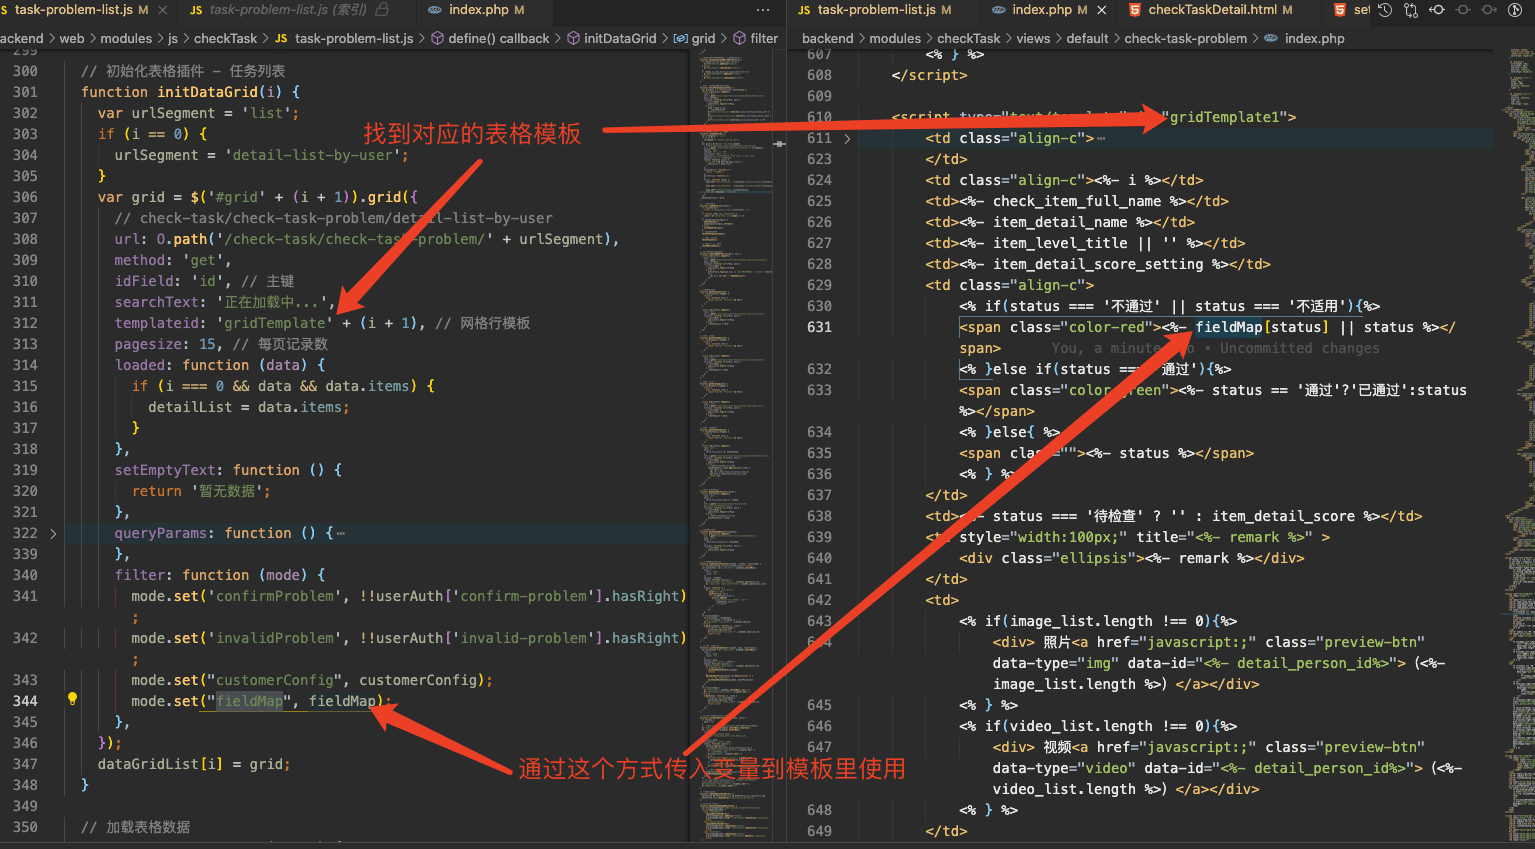 task-problem-list.js M
JS task-problem-list.js (索引)
index.php M
ackend > web > modules > js > checkTask > JS task-problem-list.js > define() callback > initDataGrid > grid > filter
299
300 // 初始化表格插件 – 任务列表
301 function initDataGrid(i) {
302 var urlSegment = 'list';
303 if (i == 0) {
304 urlSegment = 'detail-list-by-user';
305 }
306 var grid = $('#grid' + (i + 1)).grid({
307 // check-task/check-task-problem/detail-list-by-user
308 url: O.path('/check-task/check-task-problem/' + urlSegment),
309 method: 'get',
310 idField: 'id', // 主键
311 searchText: '正在加载中...',
312 templateid: 'gridTemplate' + (i + 1), // 网格行模板
313 pagesize: 15, // 每页记录数
314 loaded: function (data) {
315 if (i === 0 && data && data.items) {
316 detailList = data.items;
317 }
318 },
319 setEmptyText: function () {
320 return '暂无数据';
321 },
322 queryParams: function () {
339 },
340 filter: function (mode) {
341 mode.set('confirmProblem', !!userAuth['confirm-problem'].hasRight)
;
342 mode.set('invalidProblem', !!userAuth['invalid-problem'].hasRight)
;
343 mode.set("customerConfig", customerConfig);
344 mode.set("fieldMap", fieldMap);
345 },
346 });
347 dataGridList[i] = grid;
348 }
349
350 // 加载表格数据
找到对应的表格模板
通过这个方式传入变量到模板里使用
JS task-problem-list.js M
index.php M
checkTaskDetail.html M
backend > modules > checkTask > views > default > check-task-problem > index.php
607 <% } %>
608 </script>
609
610 <script type="text/template" "gridTemplate1">
611 <td class="align-c">
623 </td>
624 <td class="align-c"><%- i %></td>
625 <td><%- check_item_full_name %></td>
626 <td><%- item_detail_name %></td>
627 <td><%- item_level_title || '' %></td>
628 <td><%- item_detail_score_setting %></td>
629 <td class="align-c">
630 <% if(status === '不通过' || status === '不适用'){%>
631 <span class="color-red"><%- fieldMap[status] || status %></
span> You, a minute • Uncommitted changes
632 <% }else if(status === 通过'){%>
633 <span class="color-green"><%- status == '通过'?'已通过':status
%></span>
634 <% }else{ %>
635 <span class=""><%- status %></span>
636 <% } %>
637 </td>
638 <td><%- status === '待检查' ? '' : item_detail_score %></td>
639 <td style="width:100px;" title="<%- remark %>" >
640 <div class="ellipsis"><%- remark %></div>
641 </td>
642 <td>
643 <% if(image_list.length !== 0){%>
644 <div> 照片<a href="javascript:;" class="preview-btn"
data-type="img" data-id="<%- detail_person_id%>"> (<%-
image_list.length %>) </a></div>
645 <% } %>
646 <% if(video_list.length !== 0){%>
647 <div> 视频<a href="javascript:;" class="preview-btn"
data-type="video" data-id="<%- detail_person_id%>"> (<%-
video_list.length %>) </a></div>
648 <% } %>
649 </td>